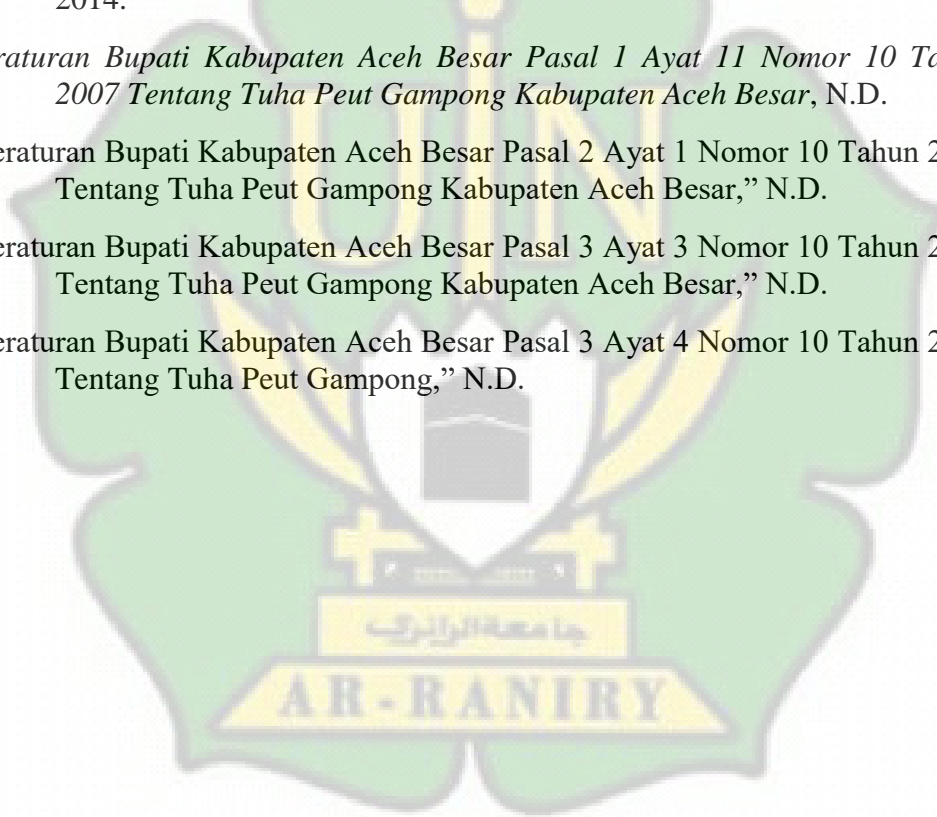 2014.
raturan Bupati Kabupaten Aceh Besar Pasal 1 Ayat 11 Nomor 10 Ta
2007 Tentang Tuha Peut Gampong Kabupaten Aceh Besar, N.D.
eraturan Bupati Kabupaten Aceh Besar Pasal 2 Ayat 1 Nomor 10 Tahun 2
Tentang Tuha Peut Gampong Kabupaten Aceh Besar,” N.D.
eraturan Bupati Kabupaten Aceh Besar Pasal 3 Ayat 3 Nomor 10 Tahun 2
Tentang Tuha Peut Gampong Kabupaten Aceh Besar,” N.D.
eraturan Bupati Kabupaten Aceh Besar Pasal 3 Ayat 4 Nomor 10 Tahun 2
Tentang Tuha Peut Gampong,” N.D.
UIN
جامعة الرانري
AR-RANIRY